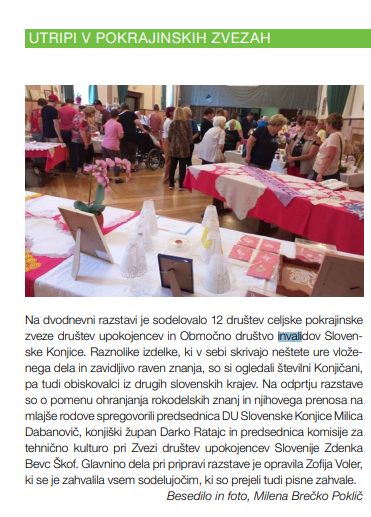 UTRIPI V POKRAJINSKIH ZVEZAH
Na dvodnevni razstavi je sodelovalo 12 društev celjske pokrajinske
zveze društev upokojencev in Območno društvo invalidov Sloven-
ske Konjice. Raznolike izdelke, ki v sebi skrivajo neštete ure vlože-
nega dela in zavidljivo raven znanja, so si ogledali številni Konjičani,
pa tudi obiskovalci iz drugih slovenskih krajev. Na odprtju razstave
so o pomenu ohranjanja rokodelskih znanj in njihovega prenosa na
mlajše rodove spregovorili predsednica DU Slovenske Konjice Milica
Dabanovič, konjiški župan Darko Ratajc in predsednica komisije za
tehnično kulturo pri Zvezi društev upokojencev Slovenije Zdenka
Bevc Škof. Glavnino dela pri pripravi razstave je opravila Zofija Voler,
ki se je zahvalila vsem sodelujočim, ki so prejeli tudi pisne zahvale.
Besedilo in foto, Milena Brečko Poklič